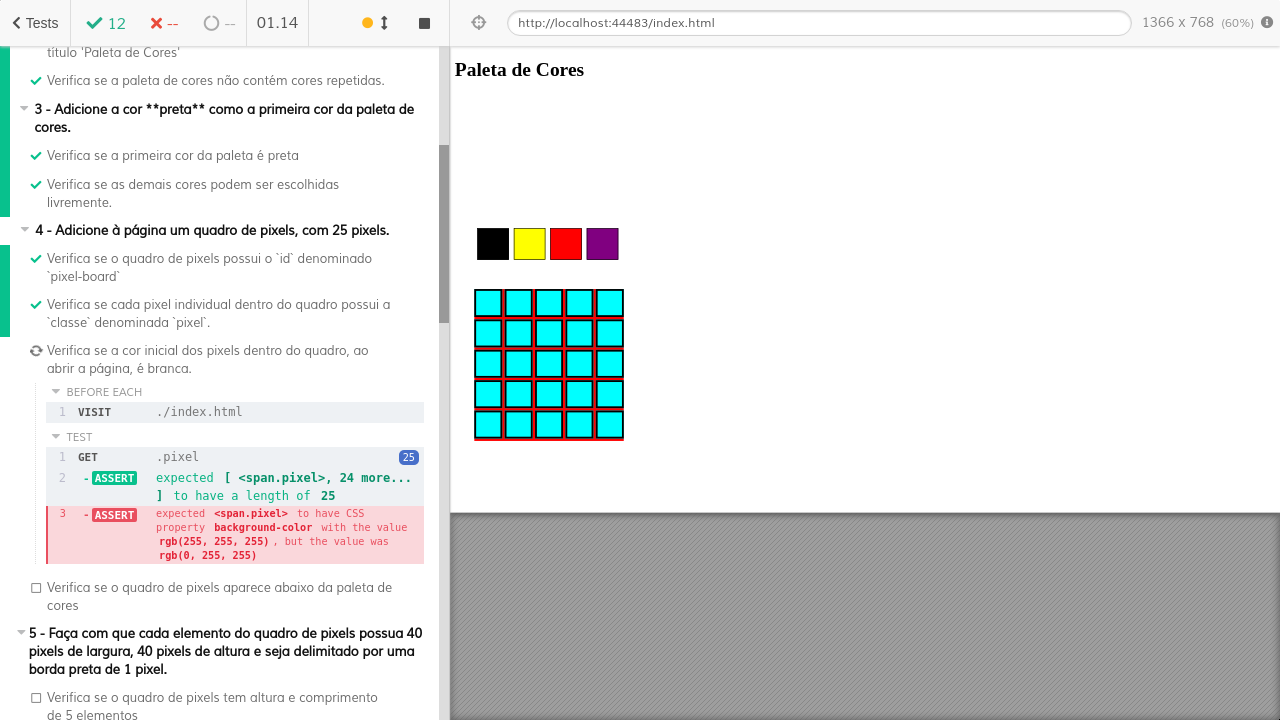 Tests
12
--
--
01.14
http://localhost:44483/index.html
1366 x 768 (60%)
título 'Paleta de Cores'
Verifica se a paleta de cores não contém cores repetidas.
3 - Adicione a cor **preta** como a primeira cor da paleta de
cores.
Verifica se a primeira cor da paleta é preta
Verifica se as demais cores podem ser escolhidas
livremente.
4 - Adicione à página um quadro de pixels, com 25 pixels.
Verifica se o quadro de pixels possui o `id` denominado
`pixel-board`
Verifica se cada pixel individual dentro do quadro possui a
`classe` denominada `pixel`.
Verifica se a cor inicial dos pixels dentro do quadro, ao
abrir a página, é branca.
BEFORE EACH
1 VISIT ./index.html
TEST
1 GET .pixel 25
2 - ASSERT expected [ <span.pixel>, 24 more...
] to have a length of 25
3 - ASSERT expected <span.pixel> to have CSS
property background-color with the value
rgb(255, 255, 255) , but the value was
rgb(0, 255, 255)
Verifica se o quadro de pixels aparece abaixo da paleta de
cores
5 - Faça com que cada elemento do quadro de pixels possua 40
pixels de largura, 40 pixels de altura e seja delimitado por uma
borda preta de 1 pixel.
Verifica se o quadro de pixels tem altura e comprimento
de 5 elementos
Paleta de Cores